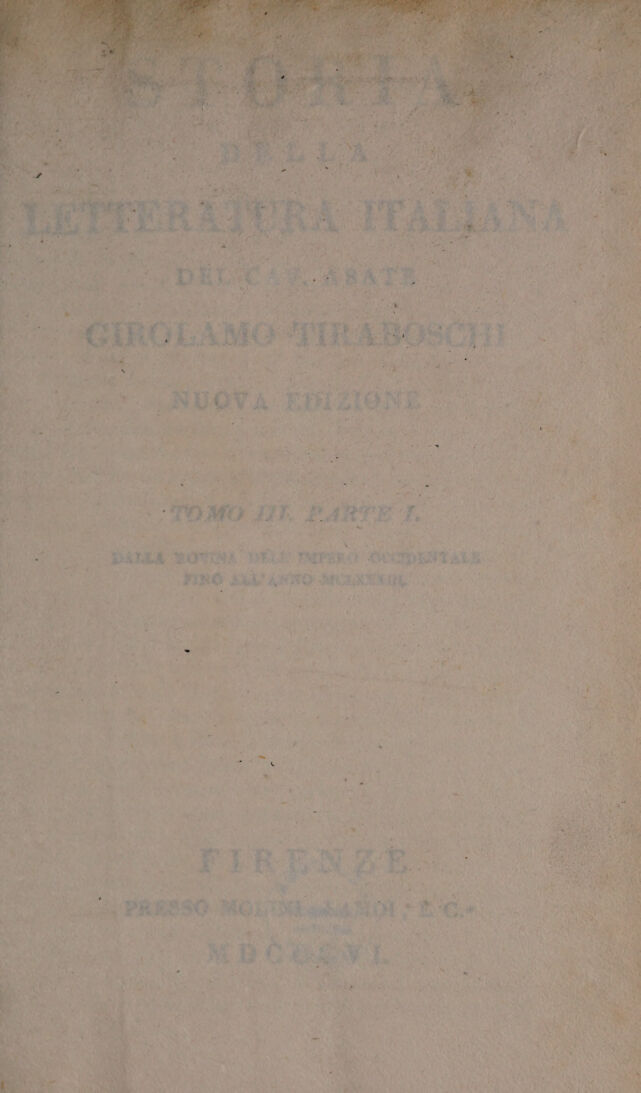 STORIA
DELLA
LETTERATURA ITALIANA
DEL CAV. ABATE
GIROLAMO TIRABOSCHI
NUOVA EDIZIONE
TOMO III. PARTE I.
DALLA ROVINA DELL' IMPERO OCCIDENTALE
FINO ALL'ANNO MCLXXXIII.
FIRENZE
PRESSO MOLINI, LANDI, E C.°
MDCCCVI.